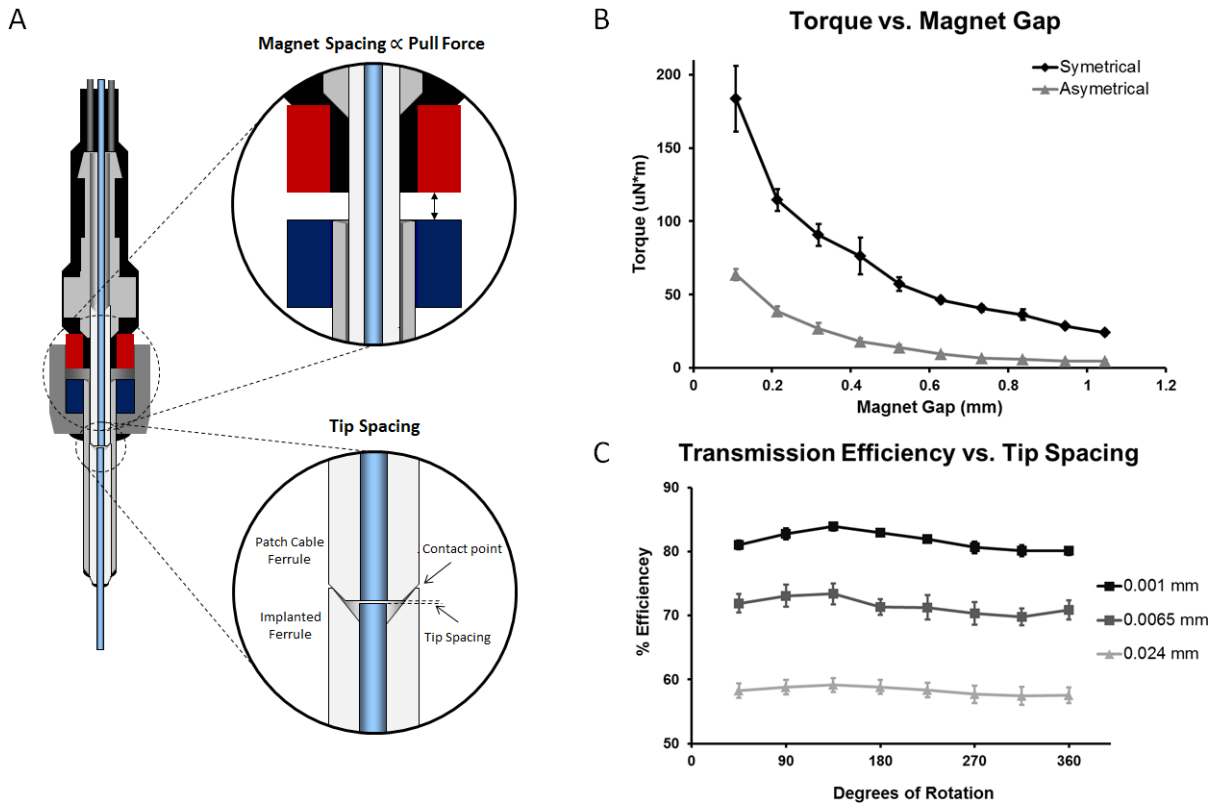 A
Magnet Spacing ∝ Pull Force
Tip Spacing
Patch Cable
Ferrule
Contact point
Implanted
Ferrule
Tip Spacing
B
Torque vs. Magnet Gap
Symetrical
Asymetrical
Torque (uN*m)
200
150
100
50
0
0 0.2 0.4 0.6 0.8 1 1.2
Magnet Gap (mm)
C
Transmission Efficiency vs. Tip Spacing
% Efficiencey
90
80
70
60
50
0.001 mm
0.0065 mm
0.024 mm
0 90 180 270 360
Degrees of Rotation